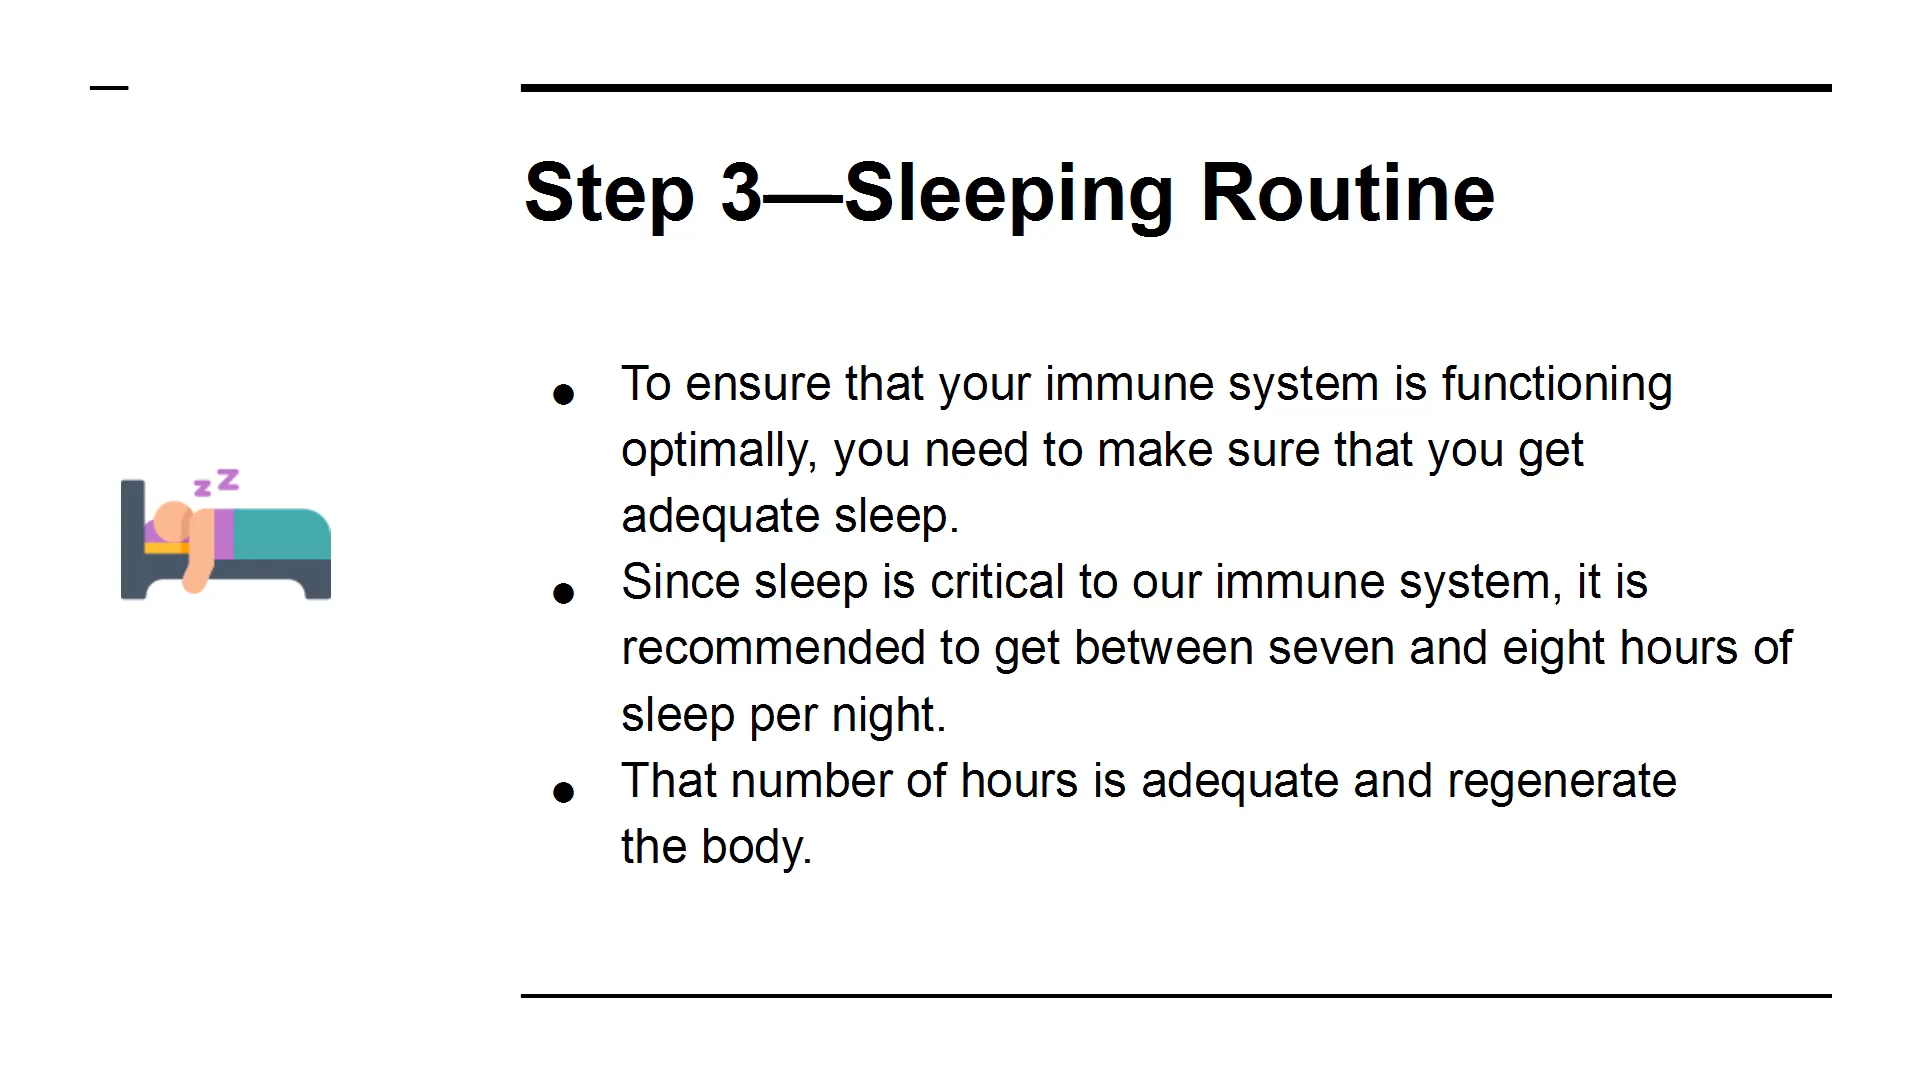 Step 3—Sleeping Routine
● To ensure that your immune system is functioning
optimally, you need to make sure that you get
adequate sleep.
● Since sleep is critical to our immune system, it is
recommended to get between seven and eight hours of
sleep per night.
● That number of hours is adequate and regenerate
the body.
z z